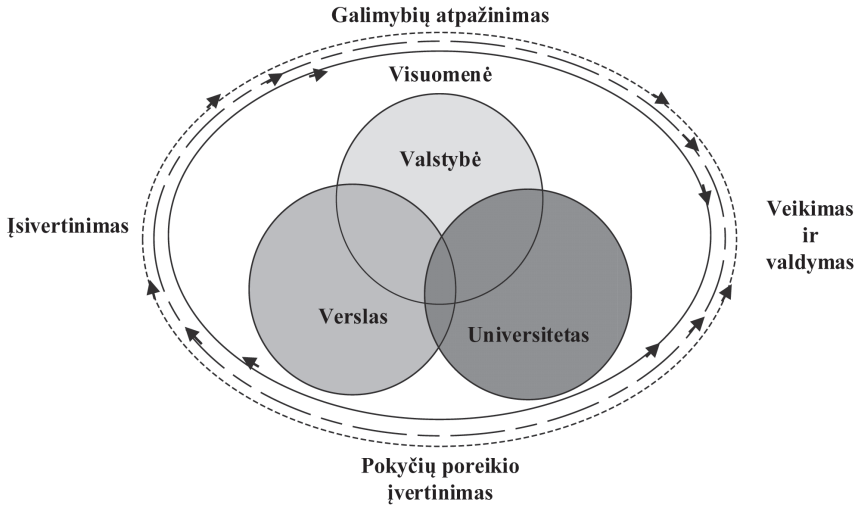 Galimybių atpažinimas
Visuomenė
Valstybė
Įsivertinimas
Veikimas
ir
valdymas
Verslas
Universitetas
Pokyčių poreikio
įvertinimas